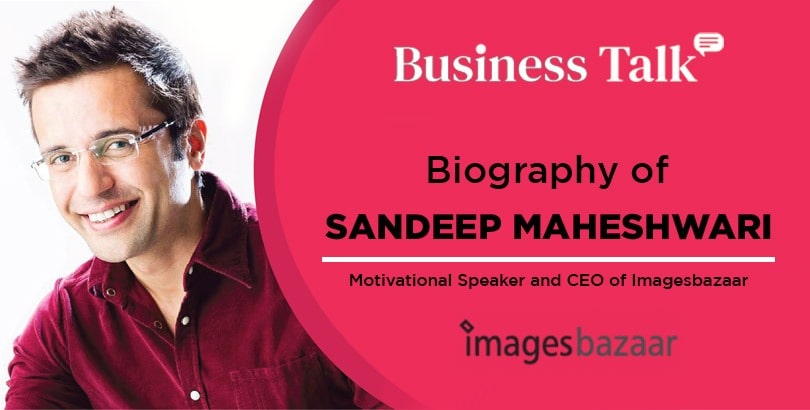 Business Talk
Biography of
SANDEEP MAHESHWARI
Motivational Speaker and CEO of Imagesbazaar
imagesbazaar